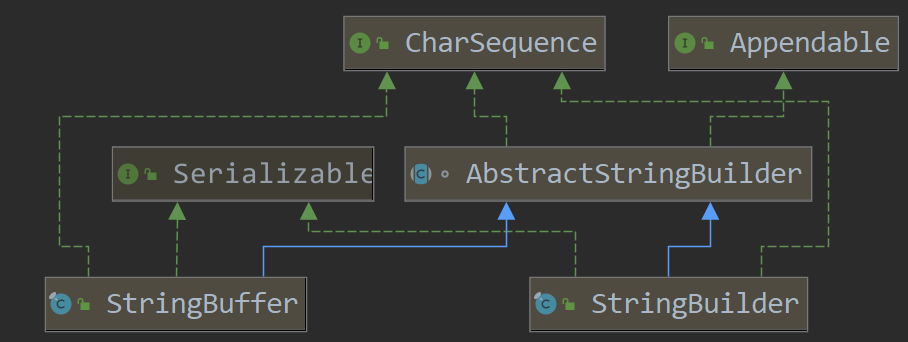 I CharSequence
I Appendable
I Serializable
C AbstractStringBuilder
C StringBuffer
C StringBuilder